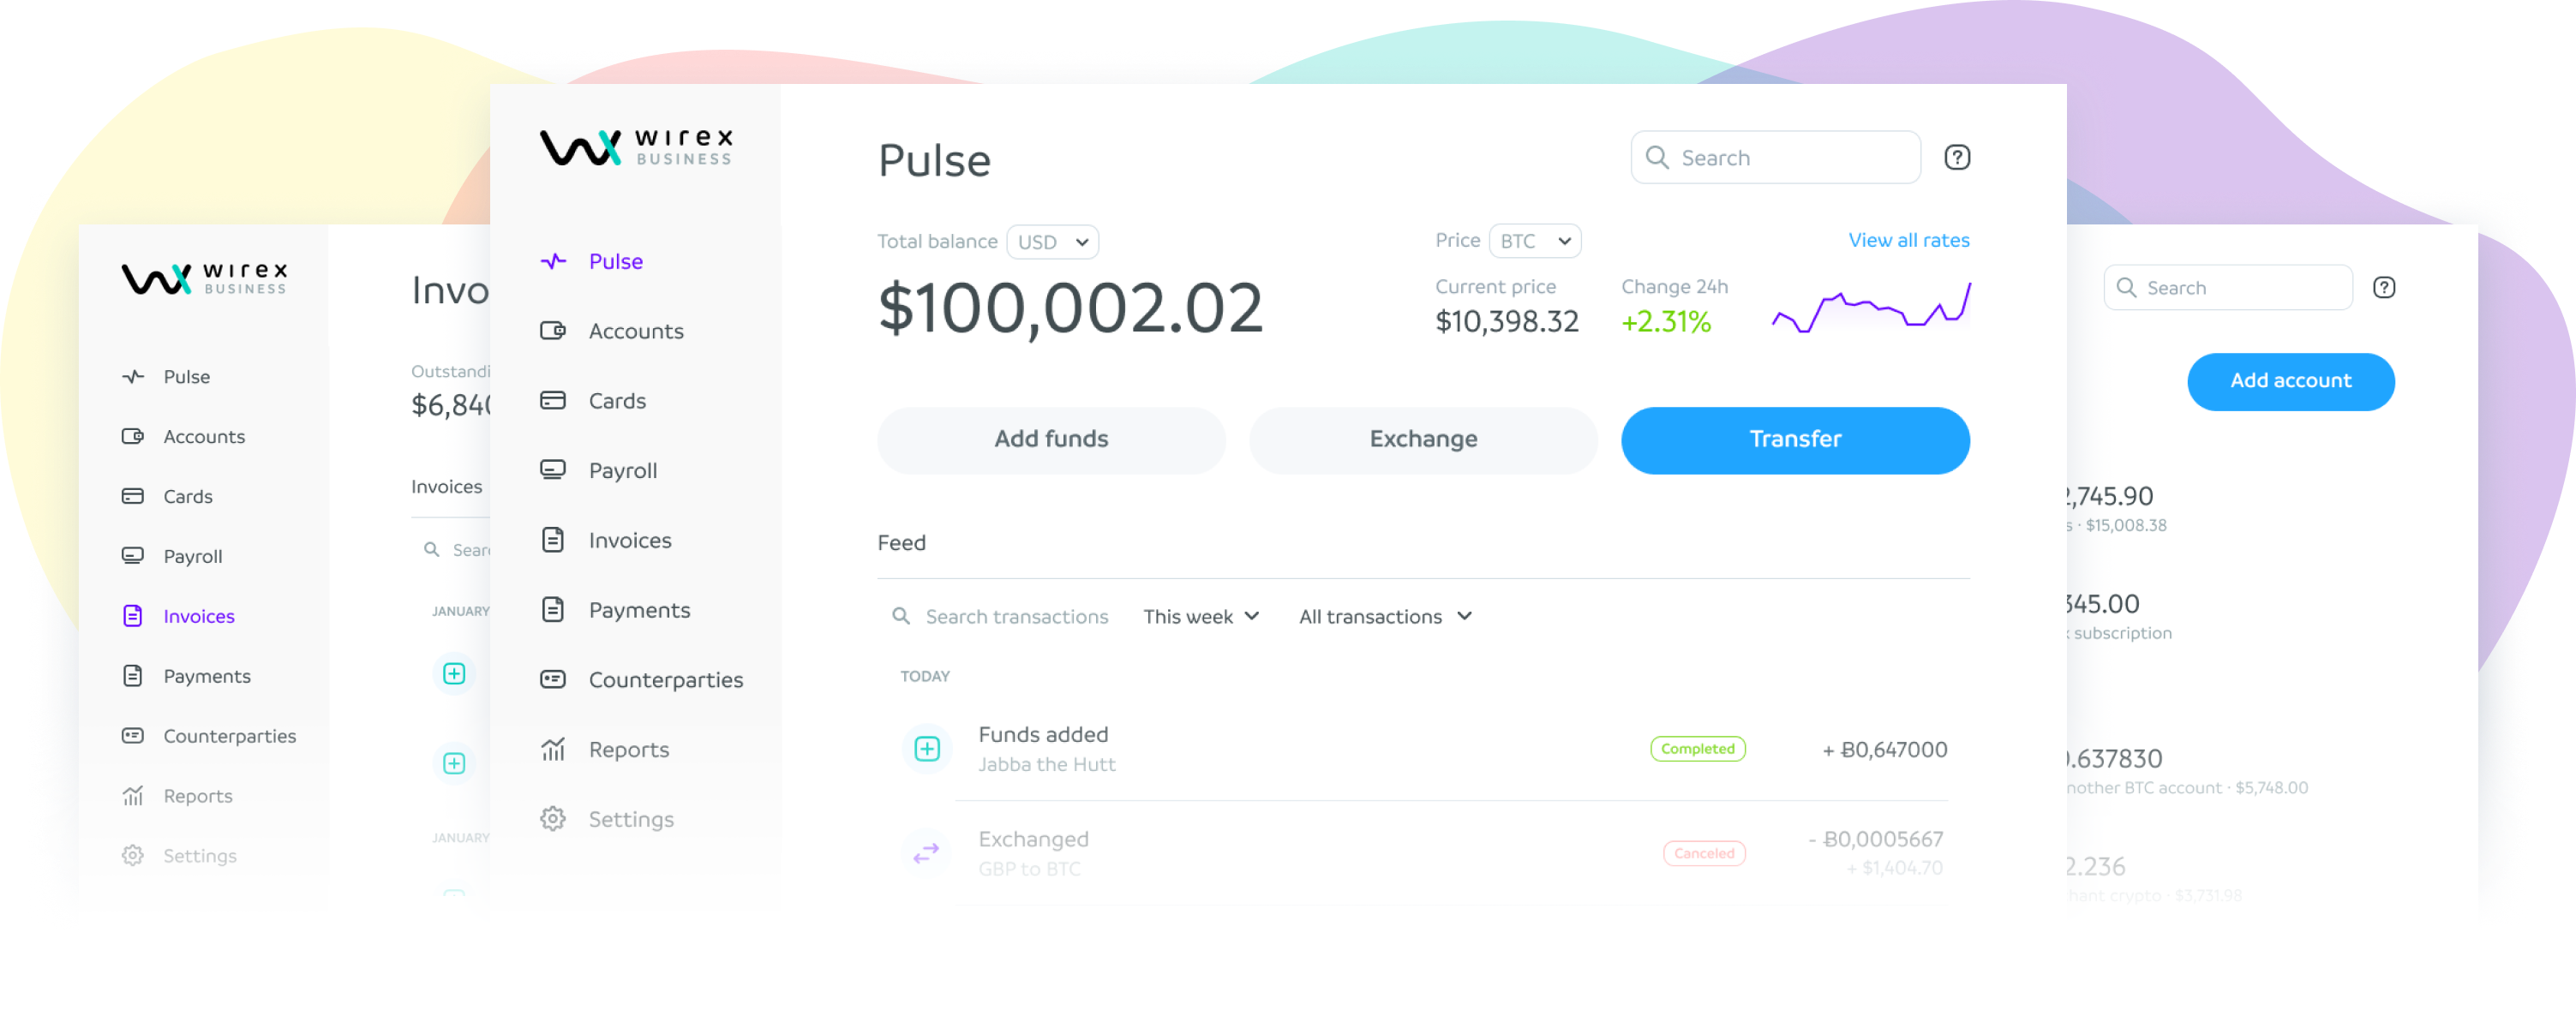 wirex
BUSINESS
Pulse
Accounts
Cards
Payroll
Invoices
Payments
Counterparties
Reports
Settings
Outstandi
$6,840
Invoices
JANUARY
JANUARY
wirex
BUSINESS
Pulse
Accounts
Cards
Payroll
Invoices
Payments
Counterparties
Reports
Settings
Pulse
Search
?
Total balance USD
$100,002.02
Price BTC
View all rates
Current price
$10,398.32
Change 24h
+2.31%
Add funds
Exchange
Transfer
Feed
Search transactions
This week
All transactions
TODAY
Funds added
Jabba the Hutt
Completed
+ Ƀ0,647000
Exchanged
GBP to BTC
Canceled
- Ƀ0,0005667
+ $1,404.70
Search
?
Add account
2,745.90
s · $15,008.38
345.00
subscription
.637830
nother BTC account · $5,748.00
2.236
hant crypto · $3,731.98